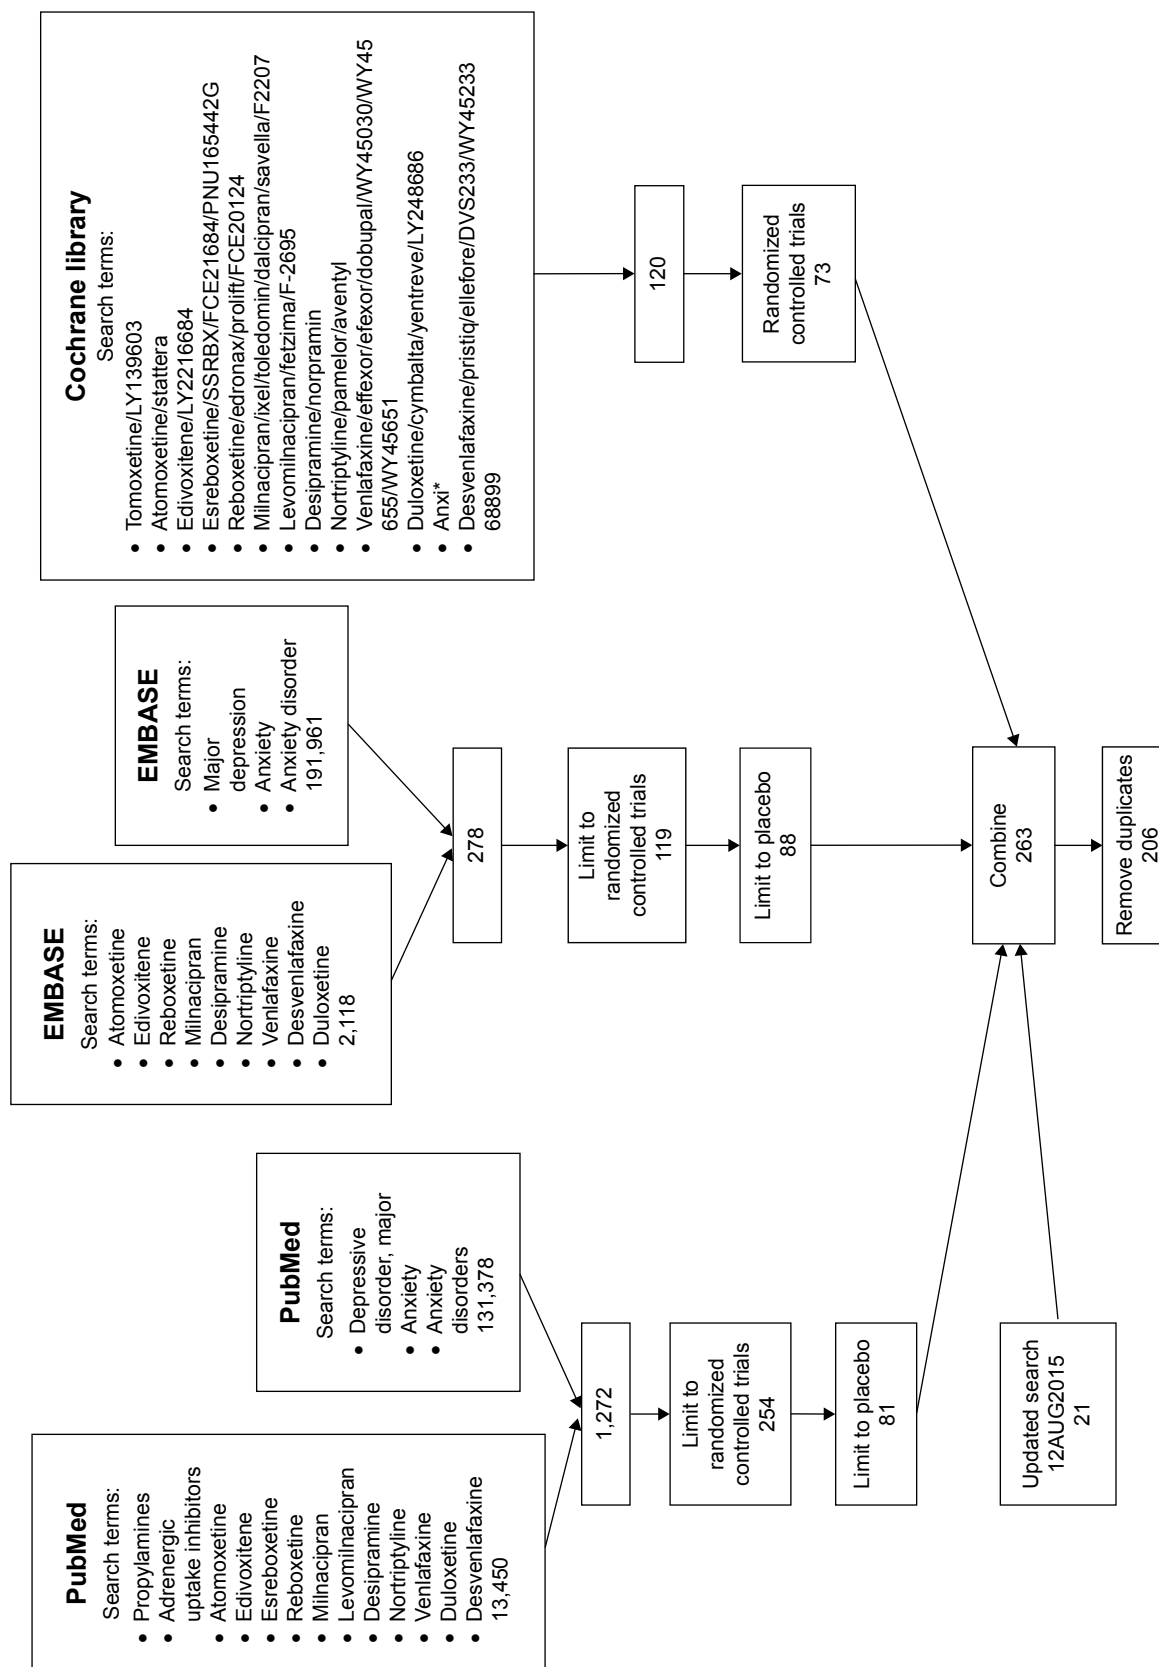 PubMed
Search terms:
• Propylamines
• Adrenergic
uptake inhibitors
• Atomoxetine
• Edivoxitene
• Esreboxetine
• Reboxetine
• Milnacipran
• Levomilnacipran
• Desipramine
• Nortriptyline
• Venlafaxine
• Duloxetine
• Desvenlafaxine
13,450
PubMed
Search terms:
• Depressive
disorder, major
• Anxiety
• Anxiety
disorders
131,378
1,272
Limit to
randomized
controlled trials
254
Limit to placebo
81
Updated search
12AUG2015
21
EMBASE
Search terms:
• Atomoxetine
• Edivoxitene
• Reboxetine
• Milnacipran
• Desipramine
• Nortriptyline
• Venlafaxine
• Desvenlafaxine
• Duloxetine
2,118
EMBASE
Search terms:
• Major
depression
• Anxiety
• Anxiety disorder
191,961
278
Limit to
randomized
controlled trials
119
Limit to placebo
88
Cochrane library
Search terms:
• Tomoxetine/LY139603
• Atomoxetine/stattera
• Edivoxitene/LY2216684
• Esreboxetine/SSRBX/FCE21684/PNU165442G
• Reboxetine/edronax/prolift/FCE20124
• Milnacipran/ixel/toledomin/dalcipran/savella/F2207
• Levomilnacipran/fetzima/F-2695
• Desipramine/norpramin
• Nortriptyline/pamelor/aventyl
• Venlafaxine/effexor/efexor/dobupal/WY45030/WY45
655/WY45651
• Duloxetine/cymbalta/yentreve/LY248686
• Anxi*
• Desvenlafaxine/pristiq/ellefore/DVS233/WY45233
68899
120
Randomized
controlled trials
73
Combine
263
Remove duplicates
206